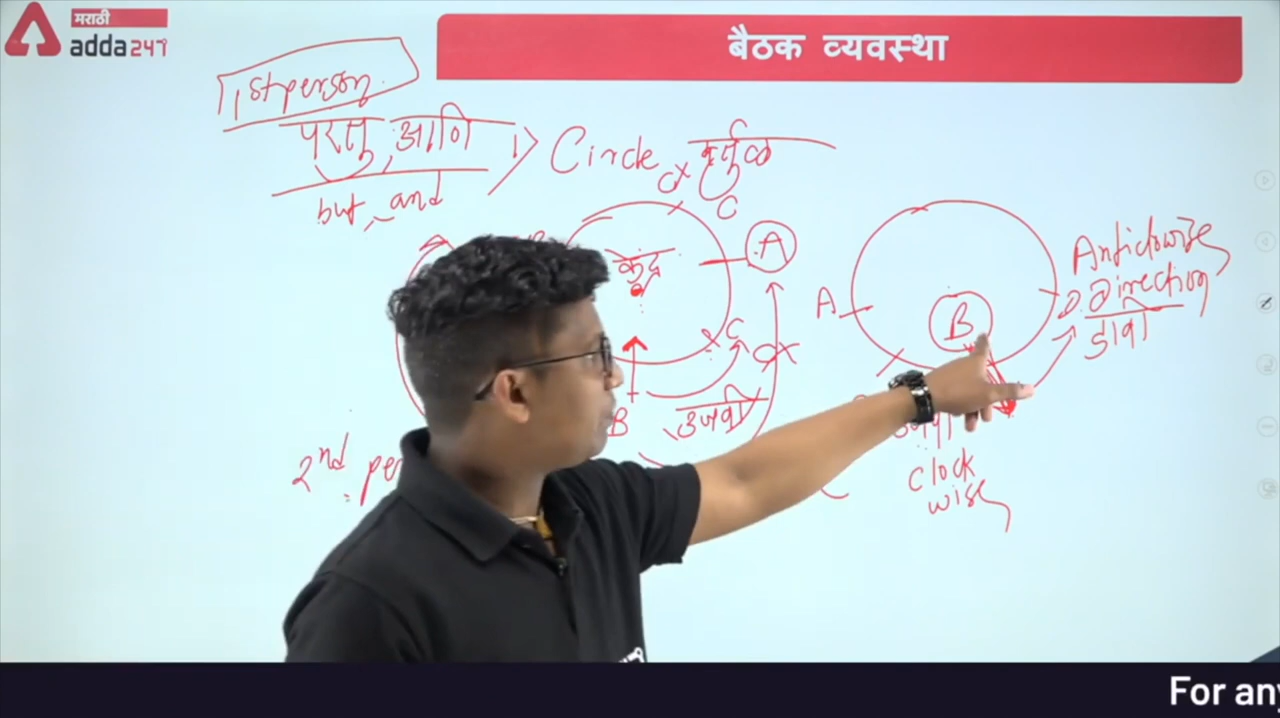 मराठी
adda247
बैठक व्यवस्था
1st person
परंतु, आणि
but, and
Circle वर्तुळ
C
A
केंद्र
C
B
उजवी
2nd
A
B
D
Anticlowise
direction
डावी
clock
wise
For any